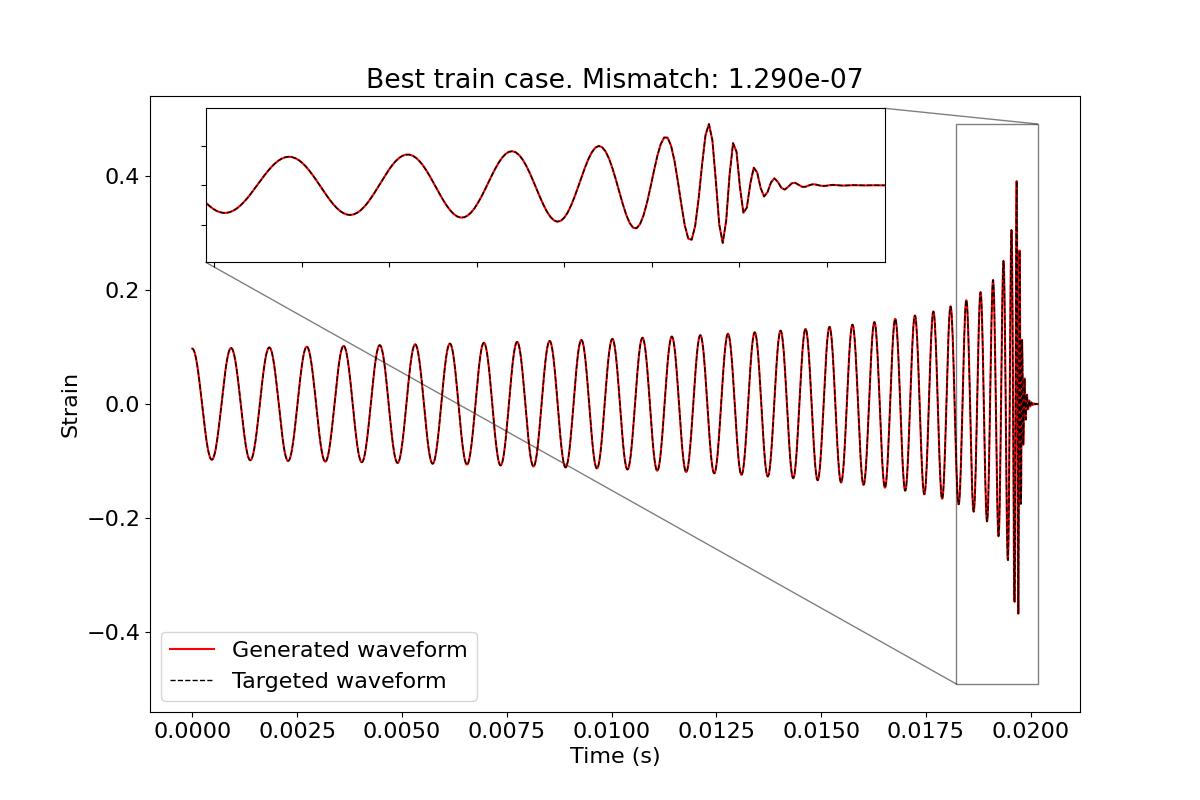 Best train case. Mismatch: 1.290e-07
0.4
0.2
0.0
−0.2
−0.4
Strain
Generated waveform
Targeted waveform
0.0000 0.0025 0.0050 0.0075 0.0100 0.0125 0.0150 0.0175 0.0200
Time (s)